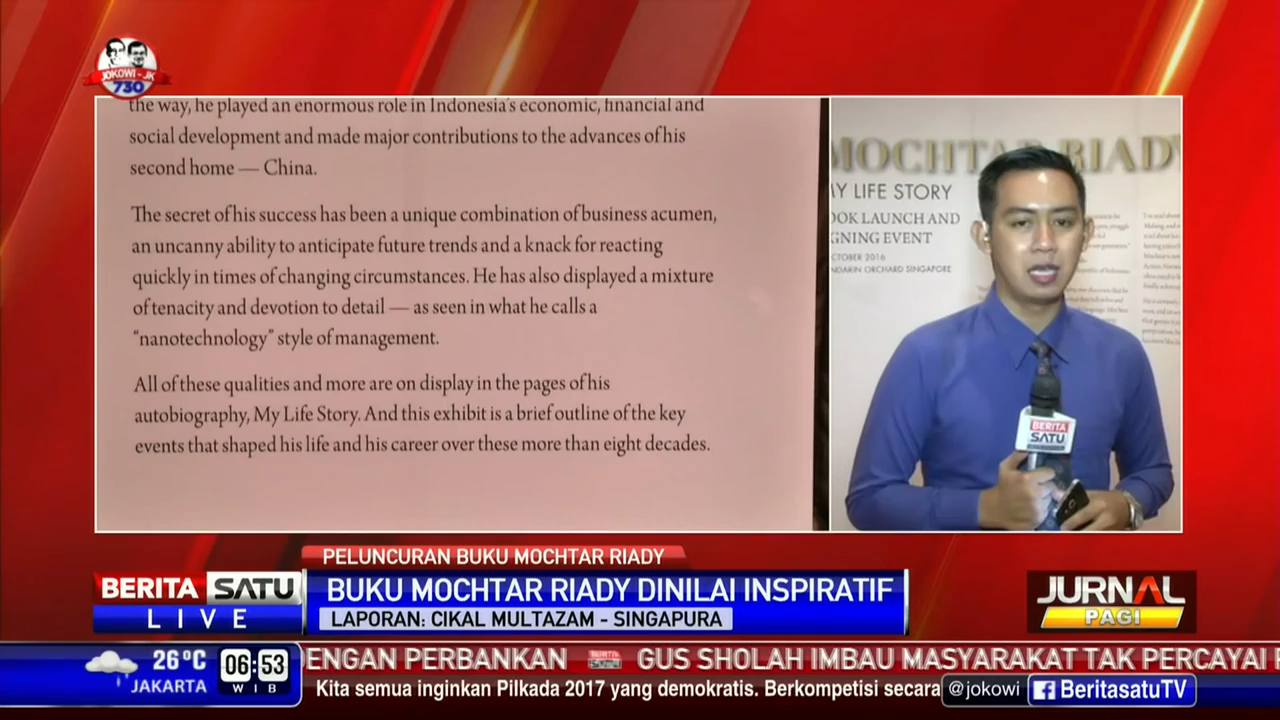 JOKOWI - JK
730
the way, he played an enormous role in Indonesia's economic, financial and
social development and made major contributions to the advances of his
second home — China.
The secret of his success has been a unique combination of business acumen,
an uncanny ability to anticipate future trends and a knack for reacting
quickly in times of changing circumstances. He has also displayed a mixture
of tenacity and devotion to detail — as seen in what he calls a
“nanotechnology” style of management.
All of these qualities and more are on display in the pages of his
autobiography, My Life Story. And this exhibit is a brief outline of the key
events that shaped his life and his career over these more than eight decades.
MOCHTAR RIADY
MY LIFE STORY
OOK LAUNCH AND
GNING EVENT
CTOBER 2016
NDARIN ORCHARD SINGAPORE
BERITA
SATU
PELUNCURAN BUKU MOCHTAR RIADY
BERITA SATU
LIVE
BUKU MOCHTAR RIADY DINILAI INSPIRATIF
LAPORAN: CIKAL MULTAZAM - SINGAPURA
JURNAL
PAGI
26°C
JAKARTA
06:53
WIB
ENGAN PERBANKAN
GUS SHOLAH IMBAU MASYARAKAT TAK PERCAYAI
Kita semua inginkan Pilkada 2017 yang demokratis. Berkompetisi secara
@jokowi
BeritasatuTV